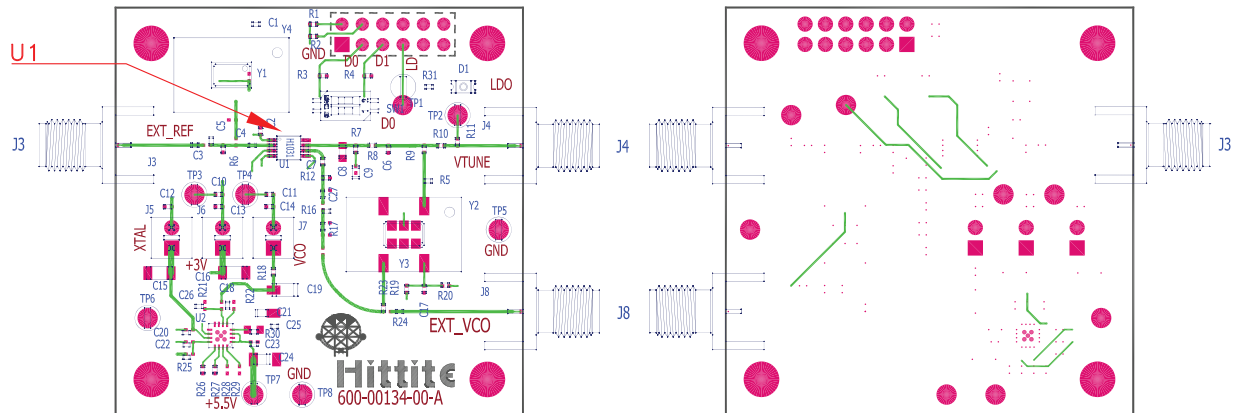 U1
R1
C1
Y4
R2
GND
D0
D1
LD
R3
R4
R31
D1
LDO
Y1
TP1
TP2
D0
J3
EXT_REF
C5
C4
C2
R7
R10
R11
J4
J4
J3
C3
R6
U1
R12
C8
C9
R8
C6
R9
VTUNE
J3
TP3
C10
TP4
C11
C27
R5
C12
C13
C14
R16
Y2
J5
J6
J7
R17
TP5
XTAL
GND
+3V
VCO
Y3
C15
C16
R18
TP6
C26
R21
C18
R22
C19
R23
R19
C17
R20
J8
J8
U2
C21
R24
EXT_VCO
C20
C22
C25
R30
C23
R25
C24
Hittite
GND
R26
R27
R28
R29
TP7
TP8
600-00134-00-A
+5.5V